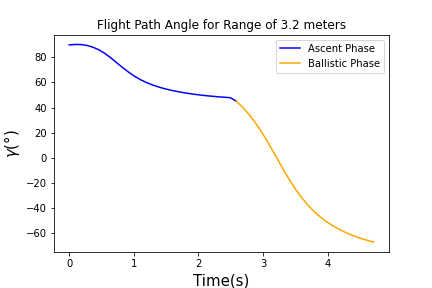 Flight Path Angle for Range of 3.2 meters
Ascent Phase
Ballistic Phase
γ(°)
80
60
40
20
0
−20
−40
−60
0 1 2 3 4
Time(s)